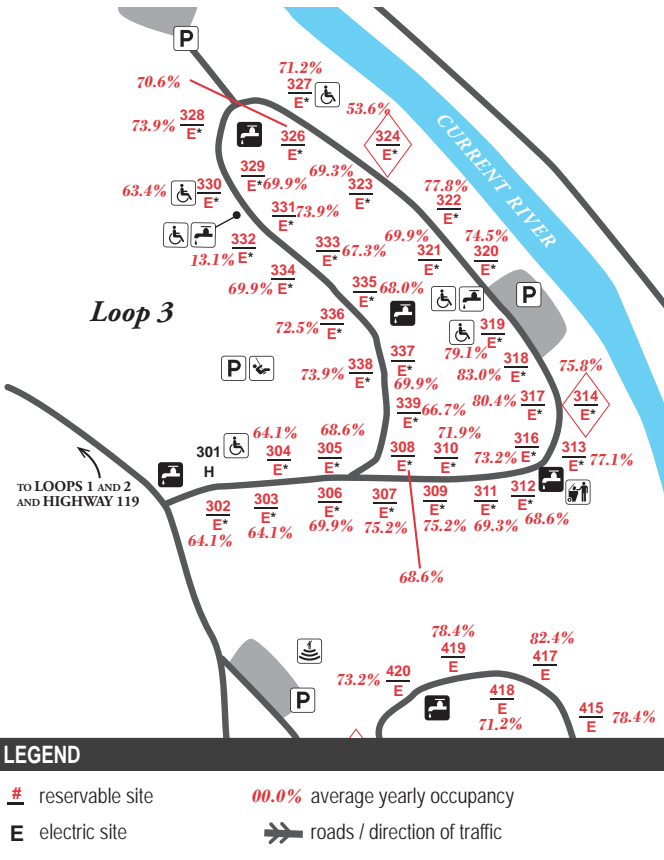 P
71.2%
70.6%
327
E*
53.6%
328
E*
73.9%
326
E*
324
E*
CURRENT RIVER
329
E*
69.9%
69.3%
323
E*
63.4%
330
E*
77.8%
322
E*
331
E*
73.9%
332
E*
13.1%
333
E*
67.3%
69.9%
321
E*
74.5%
320
E*
334
E*
69.9%
335
E*
68.0%
P
Loop 3
336
E*
72.5%
319
E*
79.1%
P
338
E*
73.9%
337
E*
69.9%
318
E*
83.0%
75.8%
314
E*
339
E*
66.7%
80.4%
317
E*
301
H
64.1%
304
E*
68.6%
305
E*
308
E*
71.9%
310
E*
316
E*
73.2%
313
E*
77.1%
TO LOOPS 1 AND 2
AND HIGHWAY 119
302
E*
64.1%
303
E*
64.1%
306
E*
69.9%
307
E*
75.2%
309
E*
75.2%
311
E*
69.3%
312
E*
68.6%
68.6%
78.4%
419
E
82.4%
417
E
73.2%
420
E
P
418
E
71.2%
415
E
78.4%
LEGEND
# reservable site
00.0% average yearly occupancy
E electric site
roads / direction of traffic